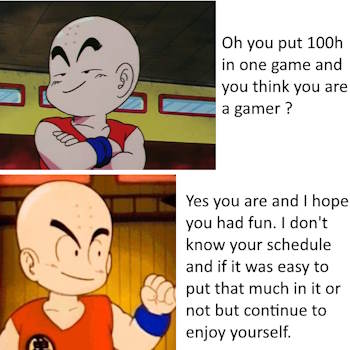 Oh you put 100h
in one game and
you think you are
a gamer ?
Yes you are and I hope
you had fun. I don't
know your schedule
and if it was easy to
put that much in it or
not but continue to
enjoy yourself.